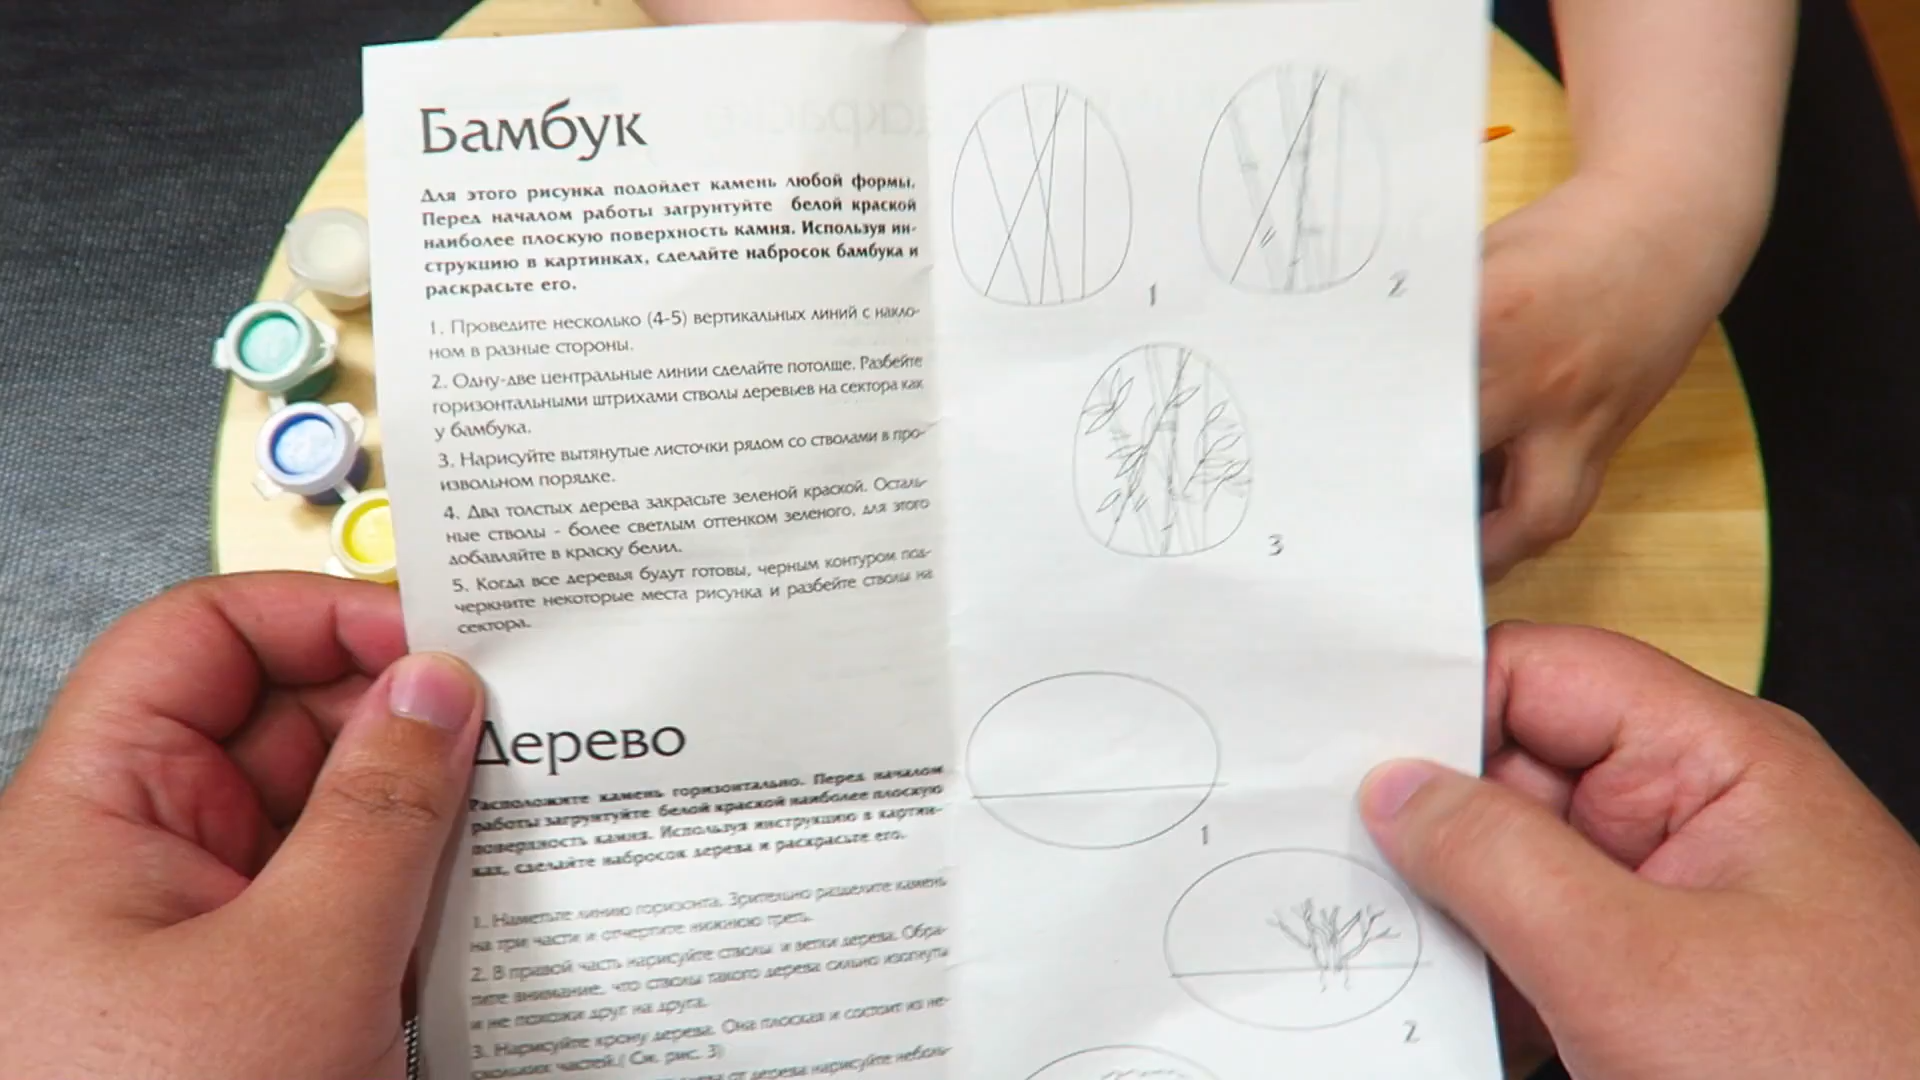 Бамбук
Для этого рисунка подойдет камень любой формы.
Перед началом работы загрунтуйте белой краской
наиболее плоскую поверхность камня. Используя ин-
струкцию в картинках, сделайте набросок бамбука и
раскрасьте его.
1. Проведите несколько (4-5) вертикальных линий с накло-
ном в разные стороны.
2. Одну-две центральные линии сделайте потолще. Разбейте
горизонтальными штрихами стволы деревьев на сектора как
у бамбука.
3. Нарисуйте вытянутые листочки рядом со стволами в про-
извольном порядке.
4. Два толстых дерева закрасьте зеленой краской. Осталь-
ные стволы - более светлым оттенком зеленого, для этого
добавляйте в краску белил.
5. Когда все деревья будут готовы, черным контуром под-
черкните некоторые места рисунка и разбейте стволы на
сектора.
1
2
3
Дерево
Расположите камень горизонтально. Перед началом
работы загрунтуйте белой краской наиболее плоскую
поверхность камня. Используя инструкцию в картин-
ках, сделайте набросок дерева и раскрасьте его.
1. Наметьте линию горизонта. Зрительно разделите камень
на три части и отчертите нижнюю треть.
2. В правой часть нарисуйте стволы и ветки дерева. Обра-
тите внимание, что стволы такого дерева сильно изогнуты
и не похожи друг на друга.
3. Нарисуйте крону дерева. Она плоская и состоит из не-
скольких частей.( См. рис. 3)
от дерева нарисуйте неболь-
1
2